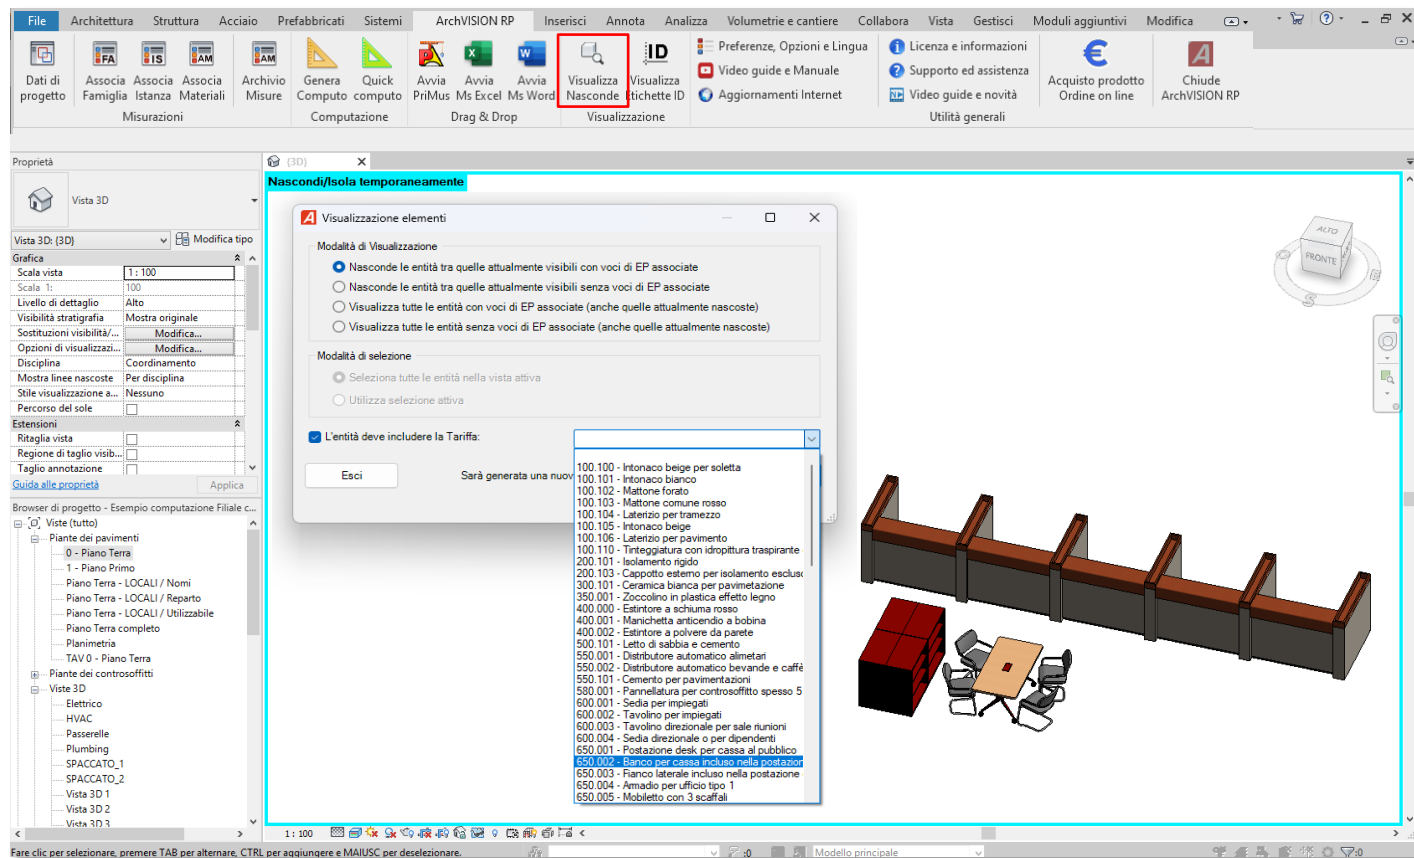 File Architettura Struttura Acciaio Prefabbricati Sistemi ArchVISION RP Inserisci Annota Analizza Volumetrie e cantiere Collabora Vista Gestisci Moduli aggiuntivi Modifica
Dati di progetto
FA Associa Famiglia
IS Associa Istanza
AM Associa Materiali
AM Archivio Misure
Genera Computo
Quick computo
Avvia PriMus
Avvia Ms Excel
Avvia Ms Word
Visualizza Nasconde
ID Visualizza Etichette ID
Preferenze, Opzioni e Lingua
Video guide e Manuale
Aggiornamenti Internet
Licenza e informazioni
Supporto ed assistenza
Video guide e novità
Acquisto prodotto Ordine on line
Chiude ArchVISION RP
Misurazioni Computazione Drag & Drop Visualizzazione Utilità generali
Proprietà
{3D}
Nascondi/Isola temporaneamente
Vista 3D
Vista 3D: {3D} Modifica tipo
Grafica
Scala vista 1 : 100
Scala 1: 100
Livello di dettaglio Alto
Visibilità stratigrafia Mostra originale
Sostituzioni visibilità/... Modifica...
Opzioni di visualizzazi... Modifica...
Disciplina Coordinamento
Mostra linee nascoste Per disciplina
Stile visualizzazione a... Nessuno
Percorso del sole
Estensioni
Ritaglia vista
Regione di taglio visib...
Taglio annotazione
Guida alle proprietà Applica
Browser di progetto - Esempio computazione Filiale c...
Viste (tutto)
Piante dei pavimenti
0 - Piano Terra
1 - Piano Primo
Piano Terra - LOCALI / Nomi
Piano Terra - LOCALI / Reparto
Piano Terra - LOCALI / Utilizzabile
Piano Terra completo
Planimetria
TAV 0 - Piano Terra
Piante dei controsoffitti
Viste 3D
Elettrico
HVAC
Passerelle
Plumbing
SPACCATO_1
SPACCATO_2
Vista 3D 1
Vista 3D 2
Vista 3D 3
Visualizzazione elementi
Modalità di Visualizzazione
Nasconde le entità tra quelle attualmente visibili con voci di EP associate
Nasconde le entità tra quelle attualmente visibili senza voci di EP associate
Visualizza tutte le entità con voci di EP associate (anche quelle attualmente nascoste)
Visualizza tutte le entità senza voci di EP associate (anche quelle attualmente nascoste)
Modalità di selezione
Seleziona tutte le entità nella vista attiva
Utilizza selezione attiva
L'entità deve includere la Tariffa:
Esci
Sarà generata una nuov
100.100 - Intonaco beige per soletta
100.101 - Intonaco bianco
100.102 - Mattone forato
100.103 - Mattone comune rosso
100.104 - Laterizio per tramezzo
100.105 - Intonaco beige
100.106 - Laterizio per pavimento
100.110 - Tinteggiatura con idropittura traspirante
200.101 - Isolamento rigido
200.103 - Cappotto esterno per isolamento esclus
300.101 - Ceramica bianca per pavimetazione
350.001 - Zoccolino in plastica effetto legno
400.000 - Estintore a schiuma rosso
400.001 - Manichetta anticendio a bobina
400.002 - Estintore a polvere da parete
500.101 - Letto di sabbia e cemento
550.001 - Distributore automatico alimetari
550.002 - Distributore automatico bevande e caffè
550.101 - Cemento per pavimentazioni
580.001 - Pannellatura per controsoffitto spesso 5
600.001 - Sedia per impiegati
600.002 - Tavolino per impiegati
600.003 - Tavolino direzionale per sale riunioni
600.004 - Sedia direzionale o per dipendenti
650.001 - Postazione desk per cassa al pubblico
650.002 - Banco per cassa incluso nella postazion
650.003 - Fianco laterale incluso nella postazione
650.004 - Armadio per ufficio tipo 1
650.005 - Mobiletto con 3 scaffali
ALTO
FRONTE
S
1 : 100
Fare clic per selezionare, premere TAB per alternare, CTRL per aggiungere e MAIUSC per deselezionare.
:0
Modello principale
:0